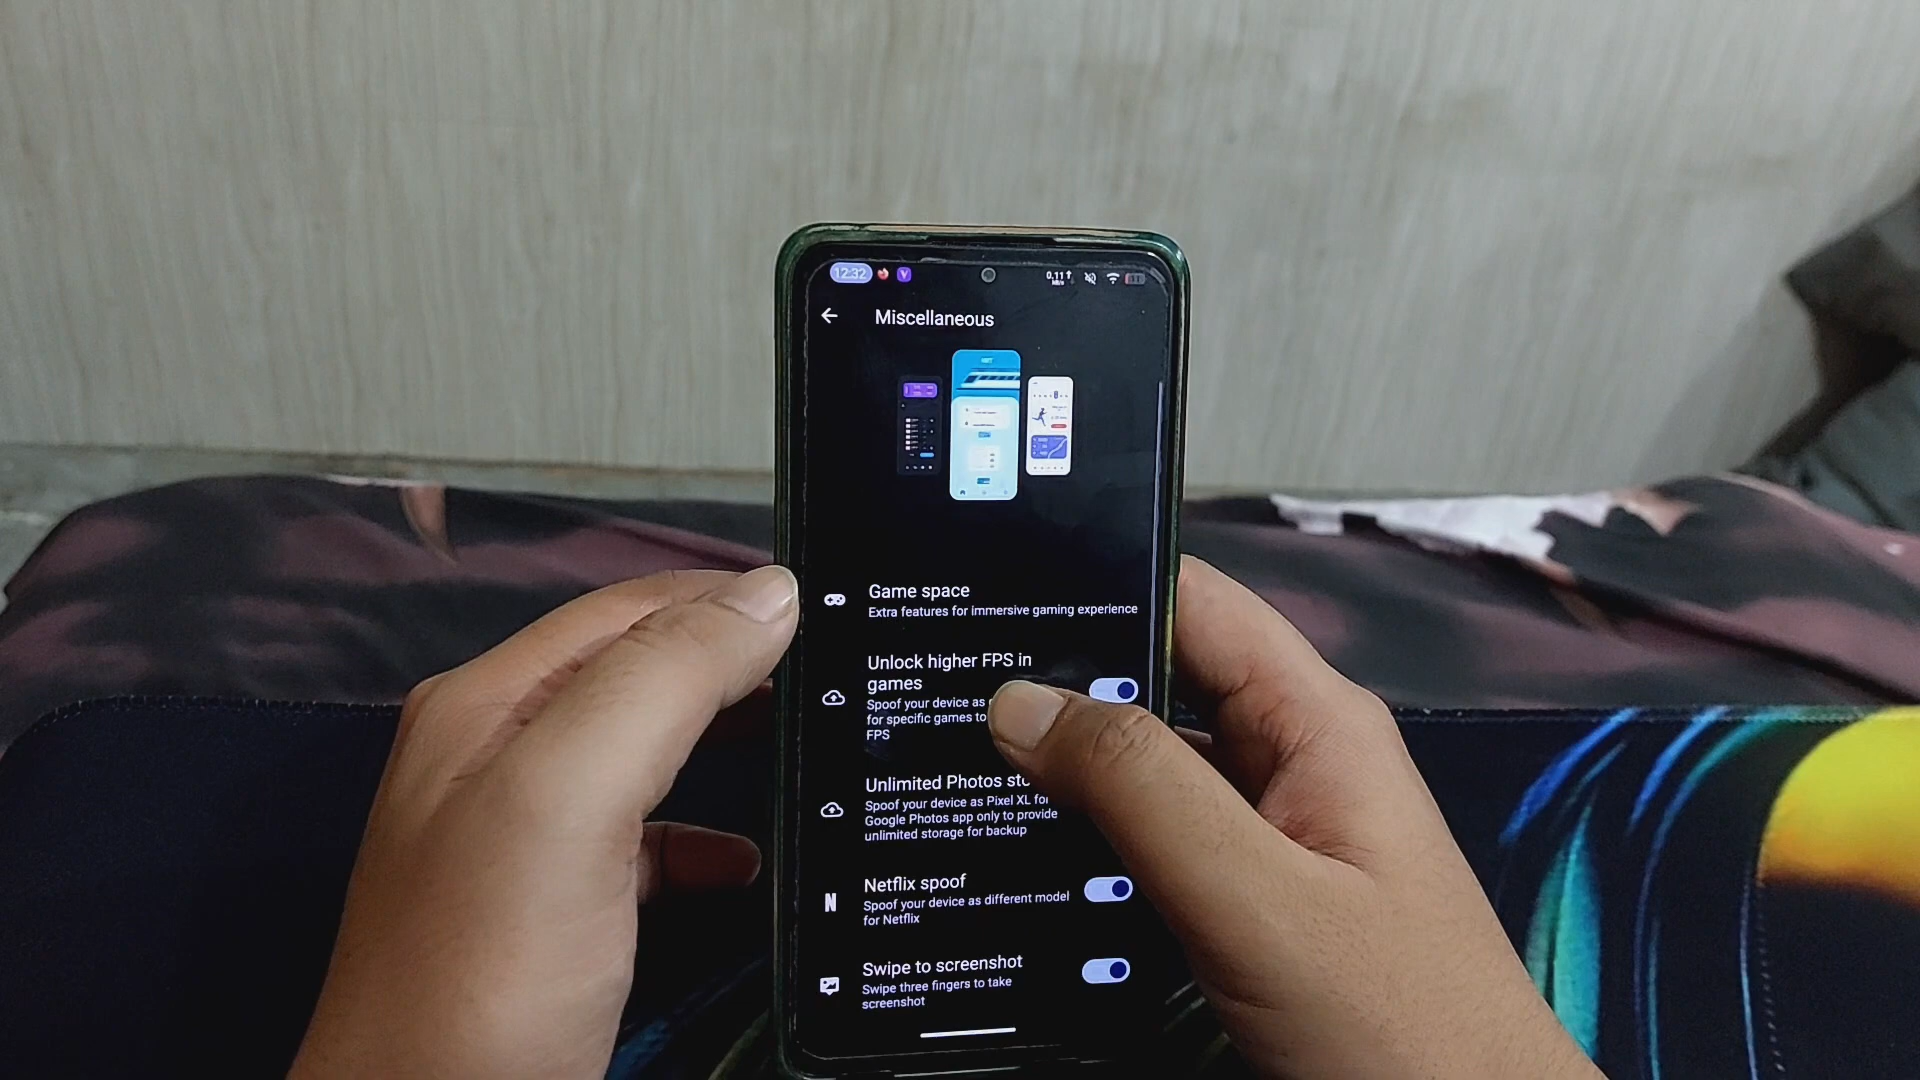 12:32
0.11
Miscellaneous
Game space
Extra features for immersive gaming experience
Unlock higher FPS in
games
Spoof your device as
for specific games to
FPS
Unlimited Photos
Spoof your device as Pixel XL for
Google Photos app only to provide
unlimited storage for backup
N
Netflix spoof
Spoof your device as different model
for Netflix
Swipe to screenshot
Swipe three fingers to take
screenshot